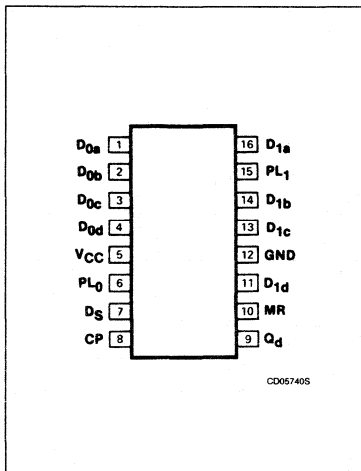 D0a 1 16 D1a
D0b 2 15 PL1
D0c 3 14 D1b
D0d 4 13 D1c
VCC 5 12 GND
PL0 6 11 D1d
DS 7 10 MR
CP 8 9 Qd
CD05740S